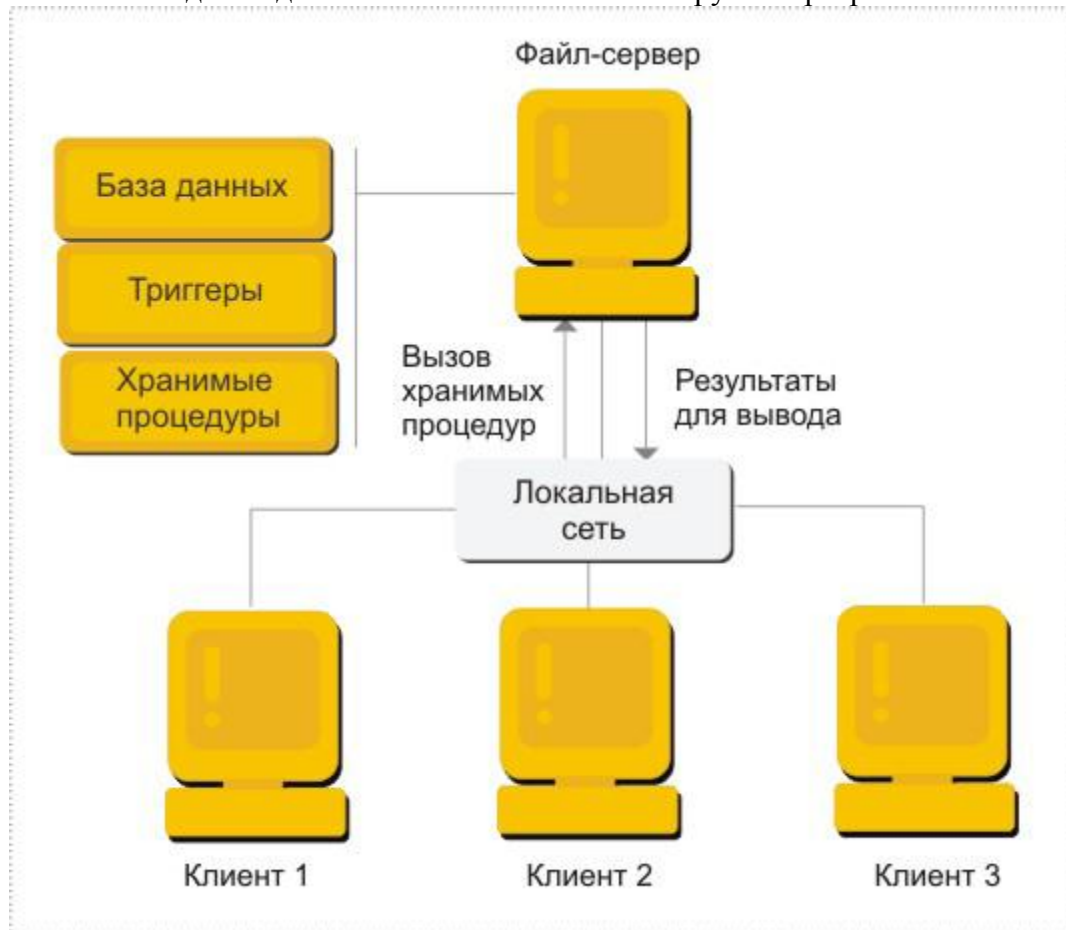 Файл-сервер
База данных
Триггеры
Хранимые
процедуры
Вызов
хранимых
процедур
Результаты
для вывода
Локальная
сеть
Клиент 1
Клиент 2
Клиент 3